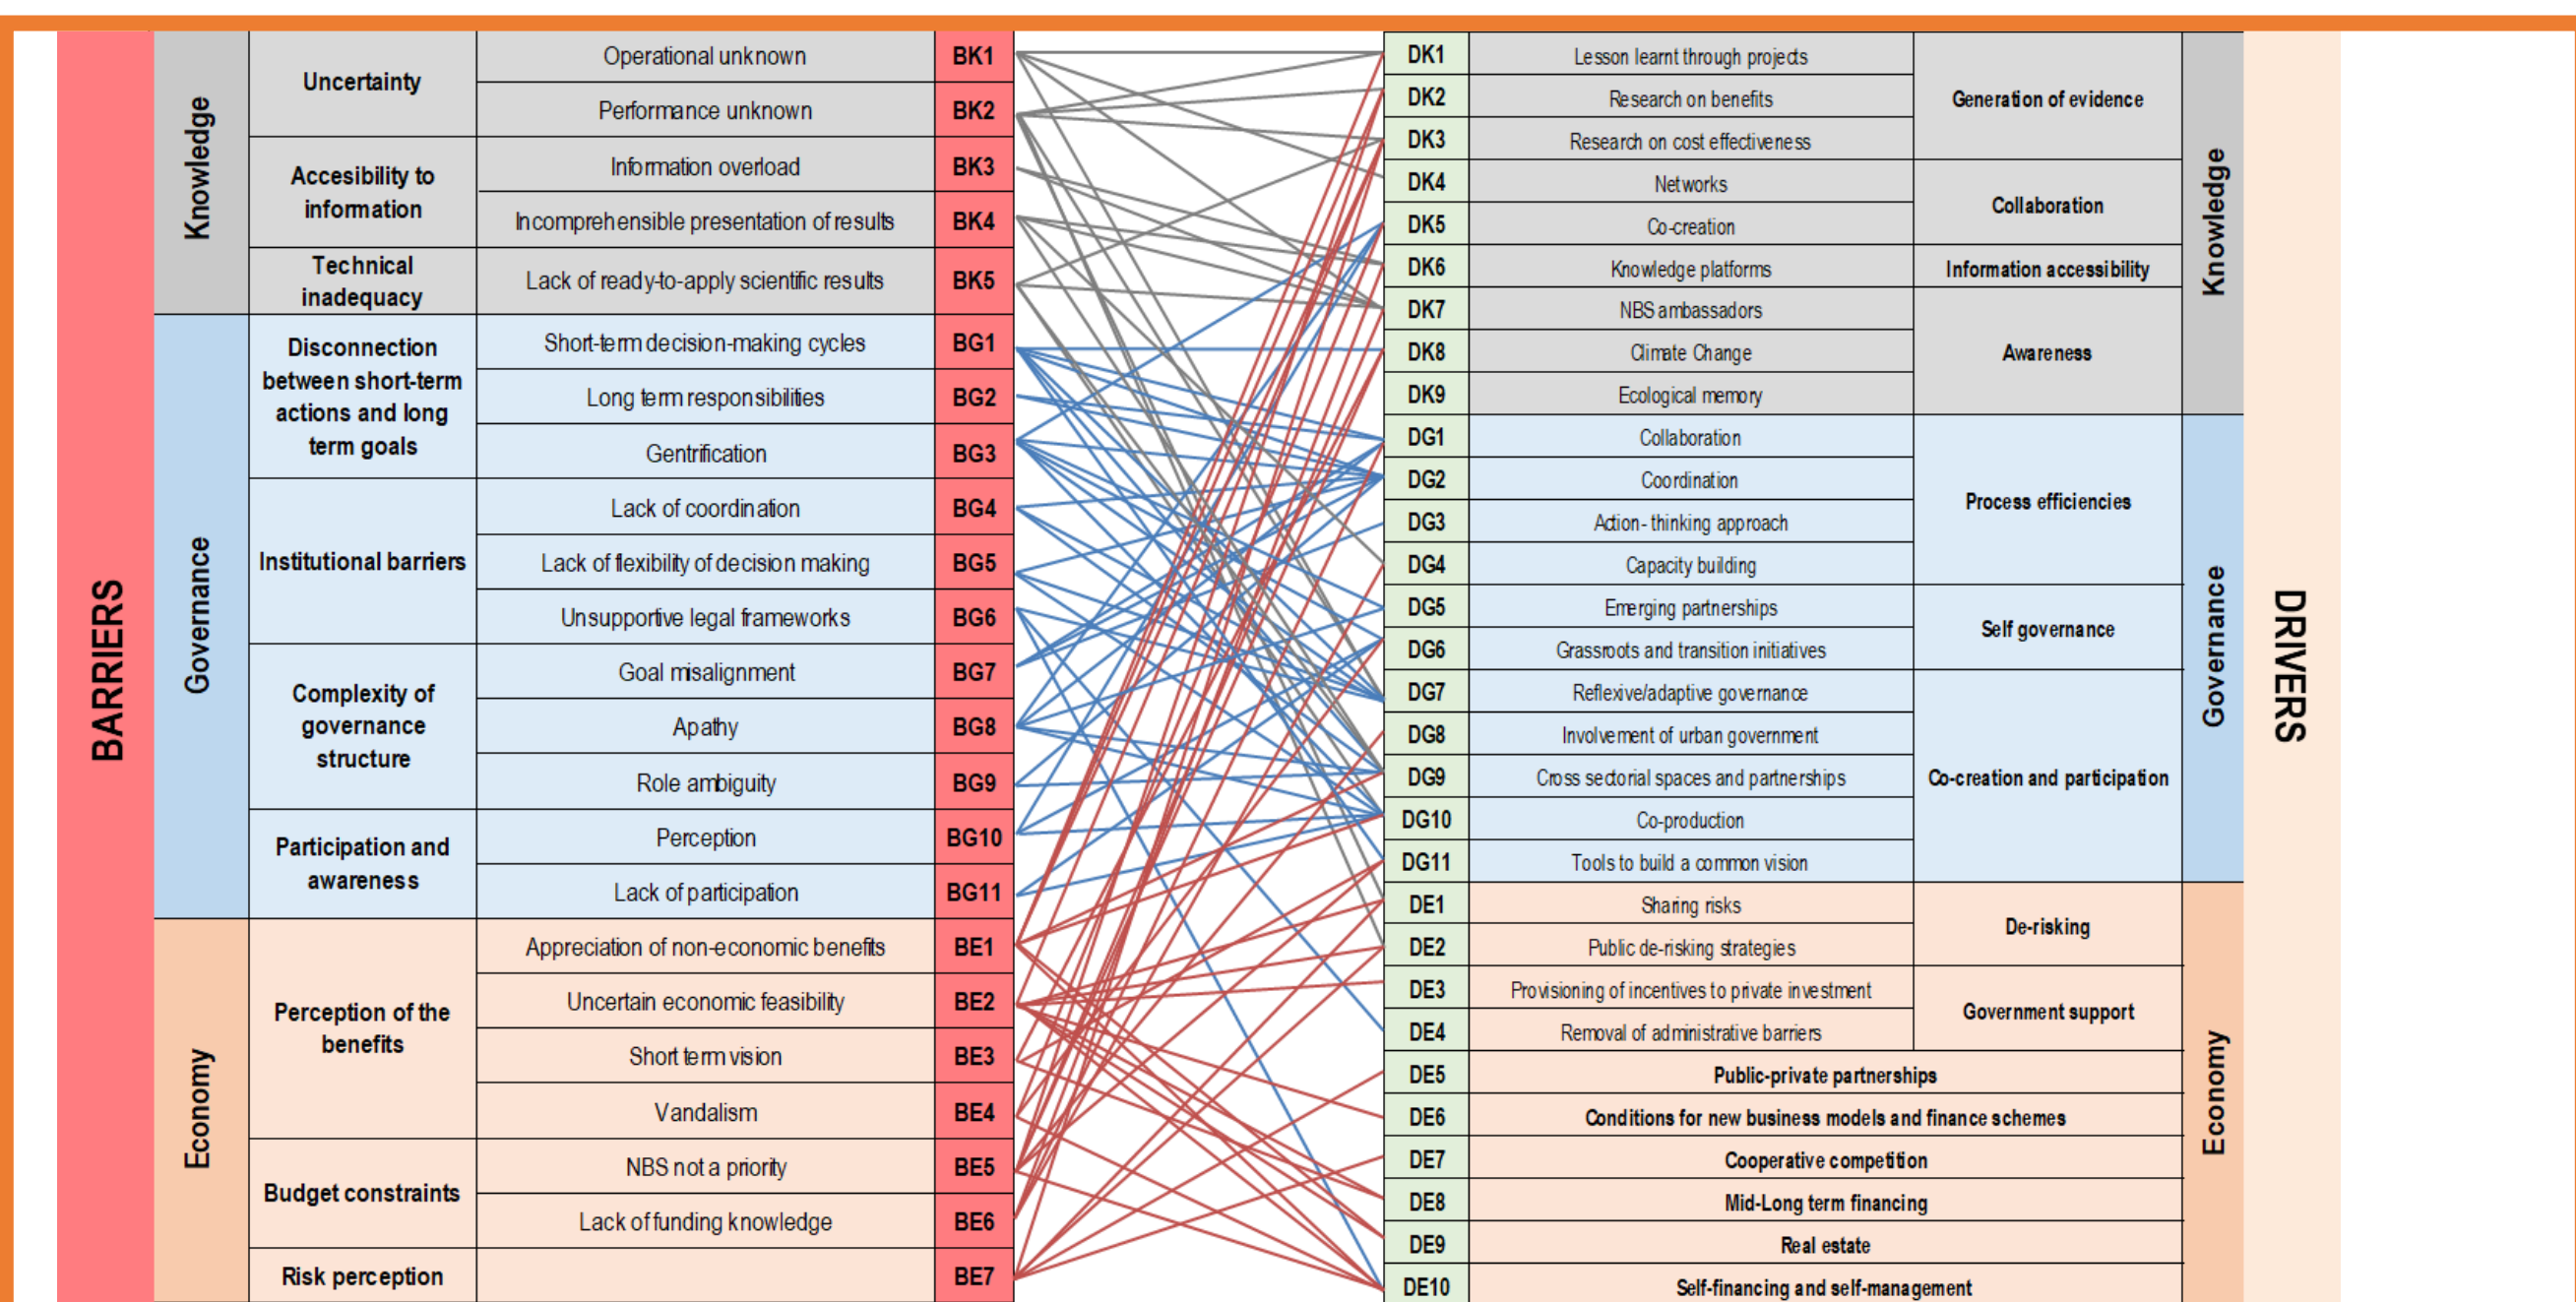 BARRIERS
Knowledge
Uncertainty
Operational unknown
BK1
Performance unknown
BK2
Accesibility to
information
Information overload
BK3
Incomprehensible presentation of results
BK4
Technical
inadequacy
Lack of ready-to-apply scientific results
BK5
Governance
Disconnection
between short-term
actions and long
term goals
Short-term decision-making cycles
BG1
Long term responsibilities
BG2
Gentrification
BG3
Institutional barriers
Lack of coordination
BG4
Lack of flexibility of decision making
BG5
Unsupportive legal frameworks
BG6
Complexity of
governance
structure
Goal misalignment
BG7
Apathy
BG8
Role ambiguity
BG9
Participation and
awareness
Perception
BG10
Lack of participation
BG11
Economy
Perception of the
benefits
Appreciation of non-economic benefits
BE1
Uncertain economic feasibility
BE2
Short term vision
BE3
Vandalism
BE4
Budget constraints
NBS not a priority
BE5
Lack of funding knowledge
BE6
Risk perception
BE7
DK1
Lesson learnt through projects
DK2
Research on benefits
DK3
Research on cost effectiveness
Generation of evidence
DK4
Networks
DK5
Co-creation
Collaboration
DK6
Knowledge platforms
Information accessibility
DK7
NBS ambassadors
DK8
Climate Change
DK9
Ecological memory
Awareness
Knowledge
DG1
Collaboration
DG2
Coordination
DG3
Action- thinking approach
DG4
Capacity building
Process efficiencies
DG5
Emerging partnerships
DG6
Grassroots and transition initiatives
Self governance
DG7
Reflexive/adaptive governance
DG8
Involvement of urban government
DG9
Cross sectorial spaces and partnerships
DG10
Co-production
DG11
Tools to build a common vision
Co-creation and participation
Governance
DE1
Sharing risks
DE2
Public de-risking strategies
De-risking
DE3
Provisioning of incentives to private investment
DE4
Removal of administrative barriers
Government support
DE5
Public-private partnerships
DE6
Conditions for new business models and finance schemes
DE7
Cooperative competition
DE8
Mid-Long term financing
DE9
Real estate
DE10
Self-financing and self-management
Economy
DRIVERS